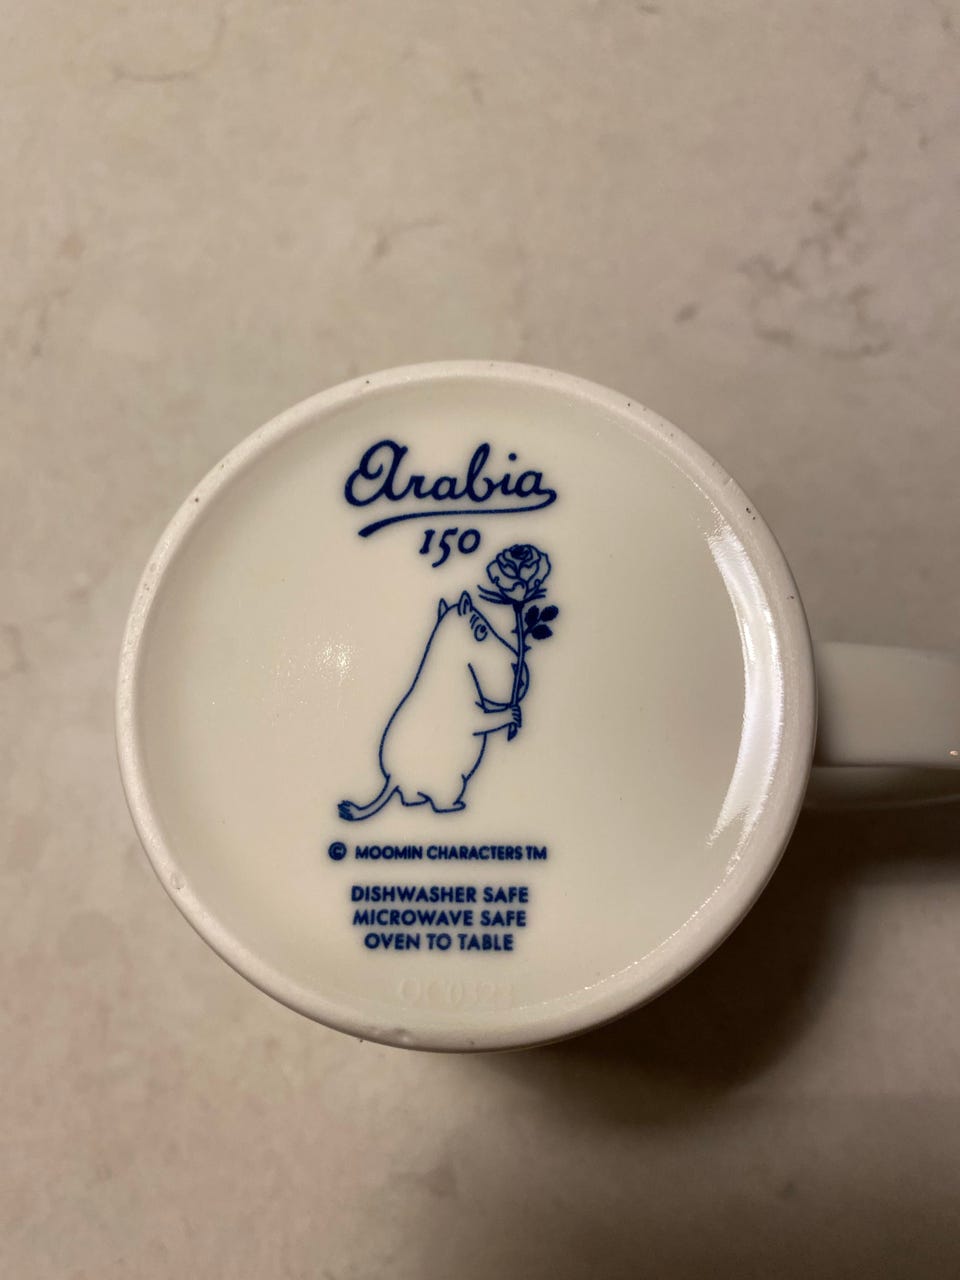 Arabia
150
© MOOMIN CHARACTERS TM
DISHWASHER SAFE
MICROWAVE SAFE
OVEN TO TABLE